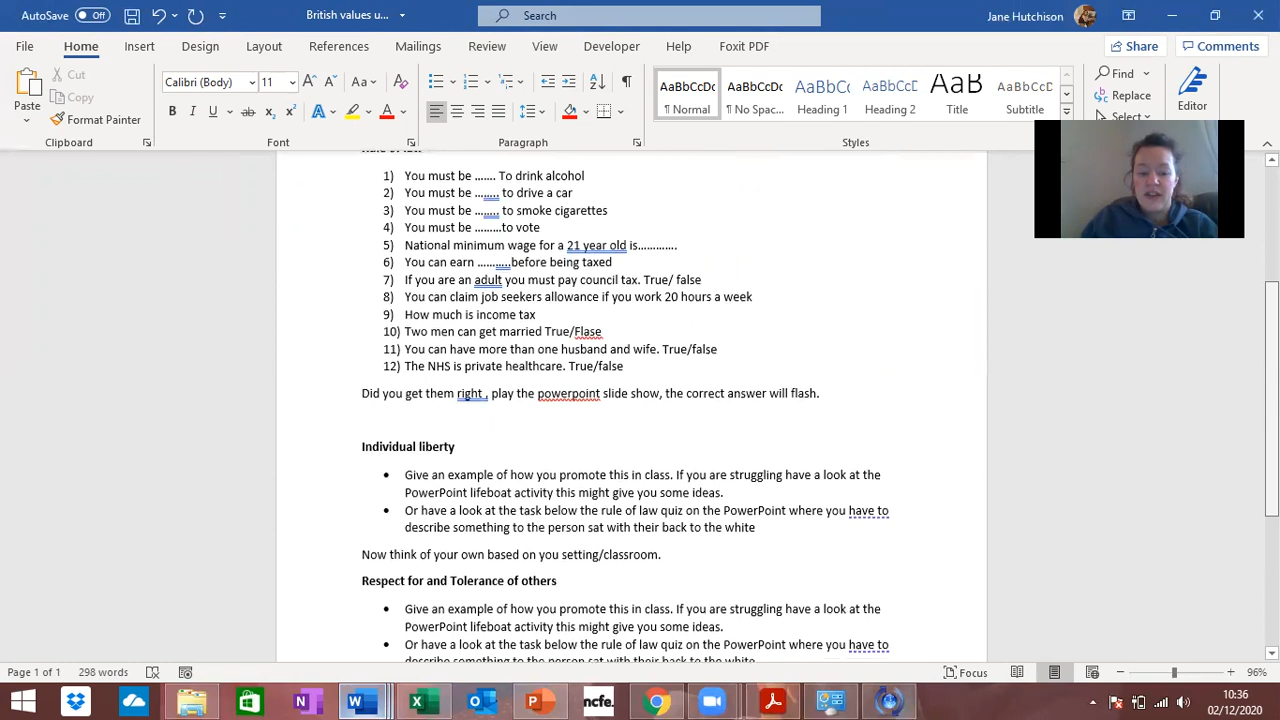 AutoSave Off British values u... Search Jane Hutchison
File Home Insert Design Layout References Mailings Review View Developer Help Foxit PDF Share Comments
Paste Cut Copy Format Painter
Calibri (Body) 11
AaBbCcDc AaBbCcDc AaBbCc AaBbCcD AaB AaBbCcD
¶ Normal ¶ No Spac... Heading 1 Heading 2 Title Subtitle
Find Replace Select Editor
Clipboard Font Paragraph Styles
1) You must be ……. To drink alcohol
2) You must be …….. to drive a car
3) You must be …….. to smoke cigarettes
4) You must be ………to vote
5) National minimum wage for a 21 year old is………….
6) You can earn ………..before being taxed
7) If you are an adult you must pay council tax. True/ false
8) You can claim job seekers allowance if you work 20 hours a week
9) How much is income tax
10) Two men can get married True/Flase
11) You can have more than one husband and wife. True/false
12) The NHS is private healthcare. True/false
Did you get them right , play the powerpoint slide show, the correct answer will flash.
Individual liberty
• Give an example of how you promote this in class. If you are struggling have a look at the
PowerPoint lifeboat activity this might give you some ideas.
• Or have a look at the task below the rule of law quiz on the PowerPoint where you have to
describe something to the person sat with their back to the white
Now think of your own based on you setting/classroom.
Respect for and Tolerance of others
• Give an example of how you promote this in class. If you are struggling have a look at the
PowerPoint lifeboat activity this might give you some ideas.
• Or have a look at the task below the rule of law quiz on the PowerPoint where you have to
describe something to the person sat with their back to the white
Page 1 of 1 298 words Focus 96%
ncfe.
10:36
02/12/2020